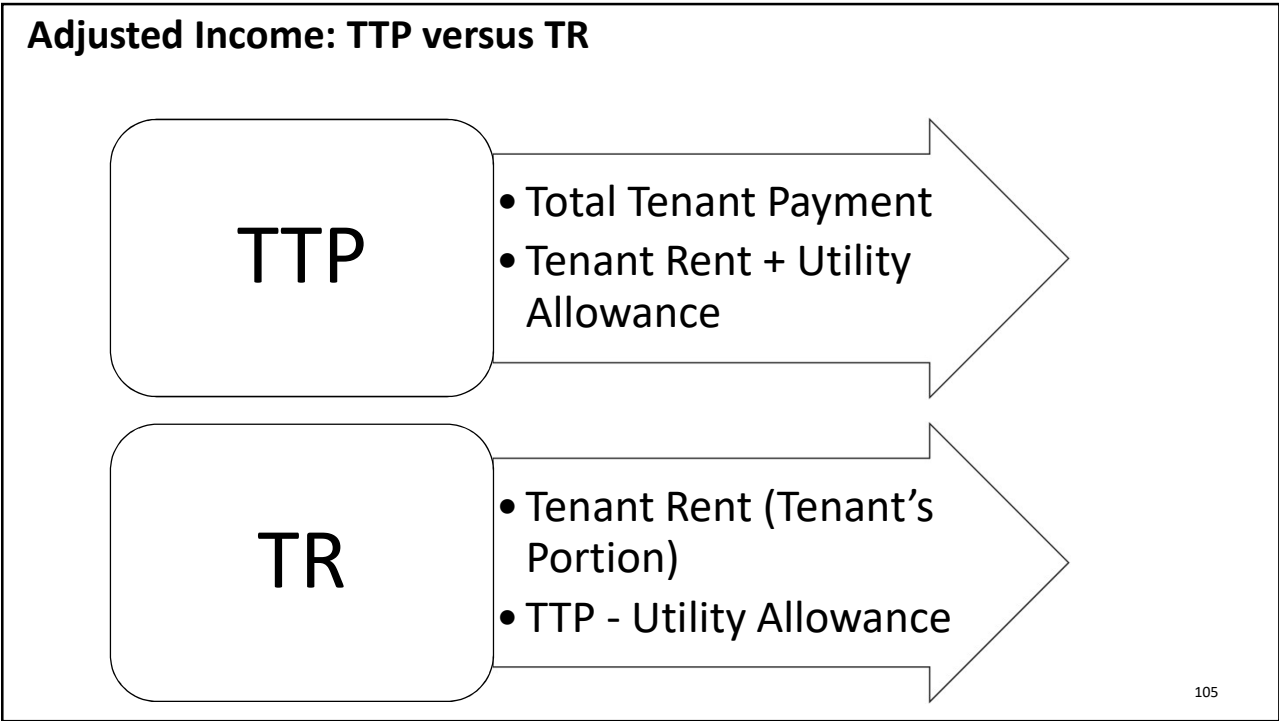 Adjusted Income: TTP versus TR
TTP
• Total Tenant Payment
• Tenant Rent + Utility
Allowance
TR
• Tenant Rent (Tenant’s
Portion)
• TTP - Utility Allowance
105